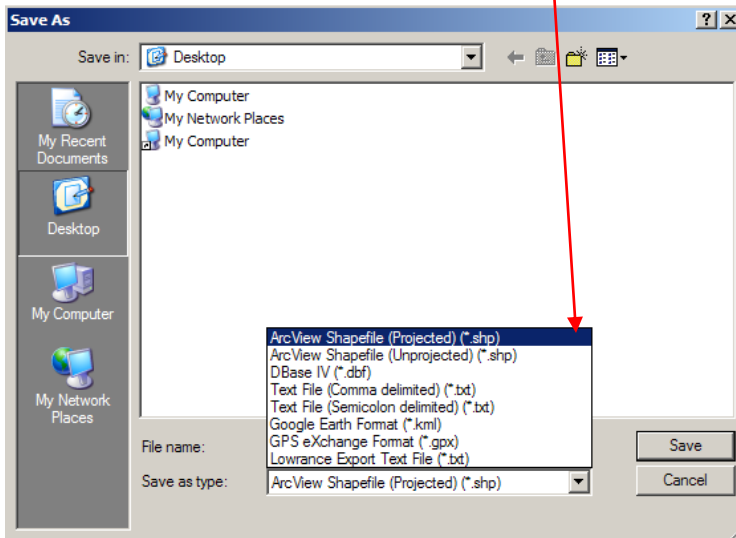 Save As
Save in:
Desktop
My Recent
Documents
Desktop
My Computer
My Network
Places
My Computer
My Network Places
My Computer
ArcView Shapefile (Projected) (*.shp)
ArcView Shapefile (Unprojected) (*.shp)
DBase IV (*.dbf)
Text File (Comma delimited) (*.txt)
Text File (Semicolon delimited) (*.txt)
Google Earth Format (*.kml)
GPS eXchange Format (*.gpx)
Lowrance Export Text File (*.txt)
File name:
Save
Save as type:
ArcView Shapefile (Projected) (*.shp)
Cancel